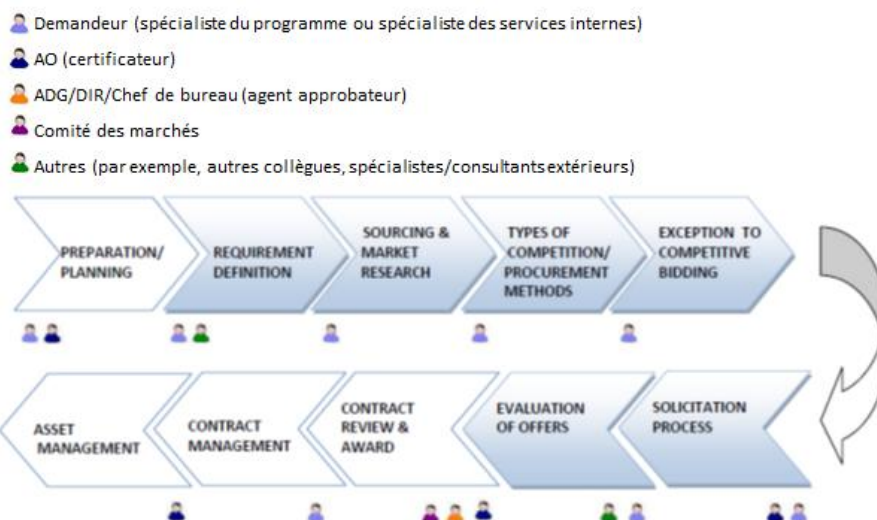 Demandeur (spécialiste du programme ou spécialiste des services internes)
AO (certificateur)
ADG/DIR/Chef de bureau (agent approbateur)
Comité des marchés
Autres (par exemple, autres collègues, spécialistes/consultants extérieurs)
PREPARATION/
PLANNING
REQUIREMENT
DEFINITION
SOURCING &
MARKET
RESEARCH
TYPES OF
COMPETITION/
PROCUREMENT
METHODS
EXCEPTION TO
COMPETITIVE
BIDDING
ASSET
MANAGEMENT
CONTRACT
MANAGEMENT
CONTRACT
REVIEW &
AWARD
EVALUATION
OF OFFERS
SOLICITATION
PROCESS